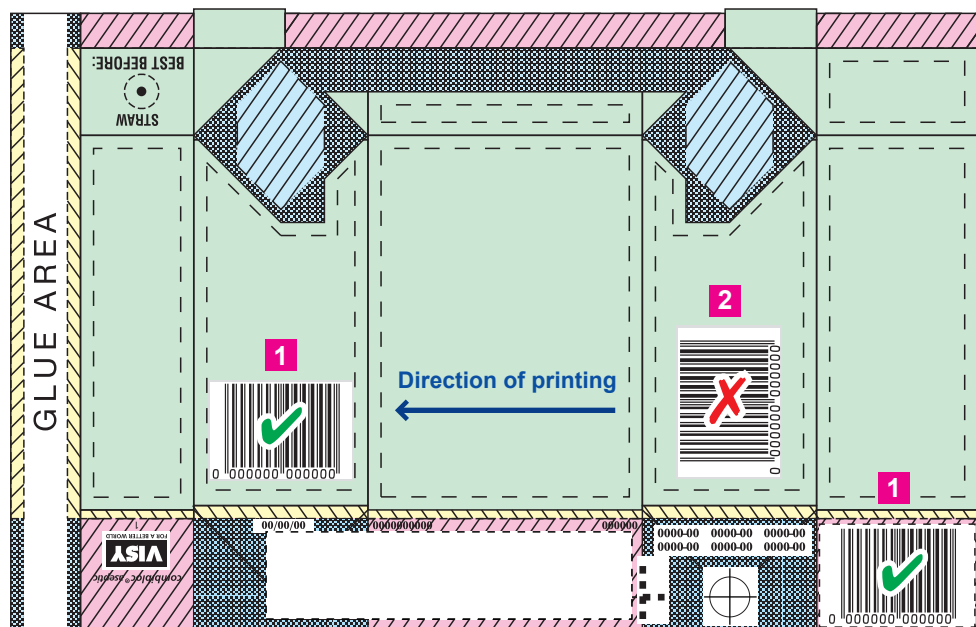 BEST BEFORE:
STRAW
GLUE AREA
2
1
Direction of printing
0 000000 000000
0 000000 000000
1
00/00/00
0000000000
000000
0000-00 0000-00 0000-00
0000-00 0000-00 0000-00
1
FOR A BETTER WORLD
VISY
combibloc® aseptic
0 000000 000000